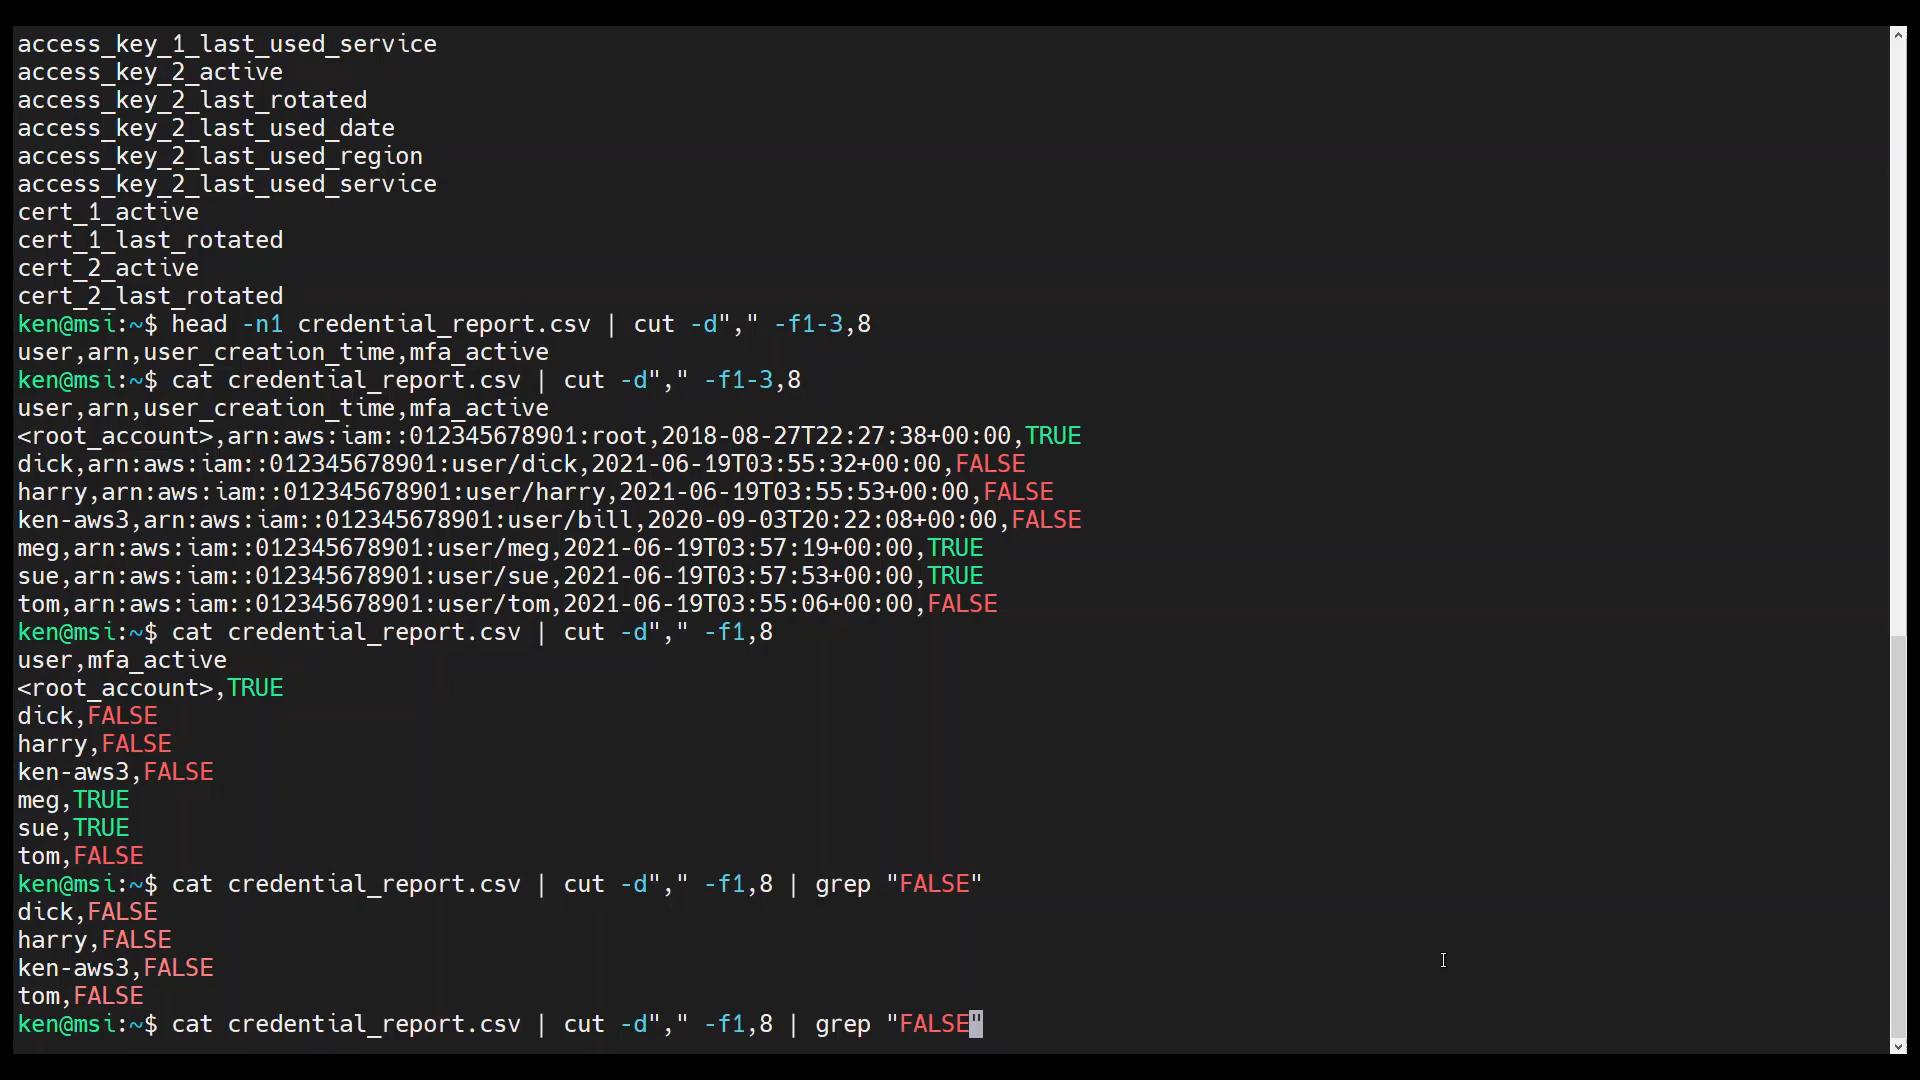 access_key_1_last_used_service
access_key_2_active
access_key_2_last_rotated
access_key_2_last_used_date
access_key_2_last_used_region
access_key_2_last_used_service
cert_1_active
cert_1_last_rotated
cert_2_active
cert_2_last_rotated
ken@msi:~$ head -n1 credential_report.csv | cut -d"," -f1-3,8
user,arn,user_creation_time,mfa_active
ken@msi:~$ cat credential_report.csv | cut -d"," -f1-3,8
user,arn,user_creation_time,mfa_active
<root_account>,arn:aws:iam::012345678901:root,2018-08-27T22:27:38+00:00,TRUE
dick,arn:aws:iam::012345678901:user/dick,2021-06-19T03:55:32+00:00,FALSE
harry,arn:aws:iam::012345678901:user/harry,2021-06-19T03:55:53+00:00,FALSE
ken-aws3,arn:aws:iam::012345678901:user/bill,2020-09-03T20:22:08+00:00,FALSE
meg,arn:aws:iam::012345678901:user/meg,2021-06-19T03:57:19+00:00,TRUE
sue,arn:aws:iam::012345678901:user/sue,2021-06-19T03:57:53+00:00,TRUE
tom,arn:aws:iam::012345678901:user/tom,2021-06-19T03:55:06+00:00,FALSE
ken@msi:~$ cat credential_report.csv | cut -d"," -f1,8
user,mfa_active
<root_account>,TRUE
dick,FALSE
harry,FALSE
ken-aws3,FALSE
meg,TRUE
sue,TRUE
tom,FALSE
ken@msi:~$ cat credential_report.csv | cut -d"," -f1,8 | grep "FALSE"
dick,FALSE
harry,FALSE
ken-aws3,FALSE
tom,FALSE
ken@msi:~$ cat credential_report.csv | cut -d"," -f1,8 | grep "FALSE"